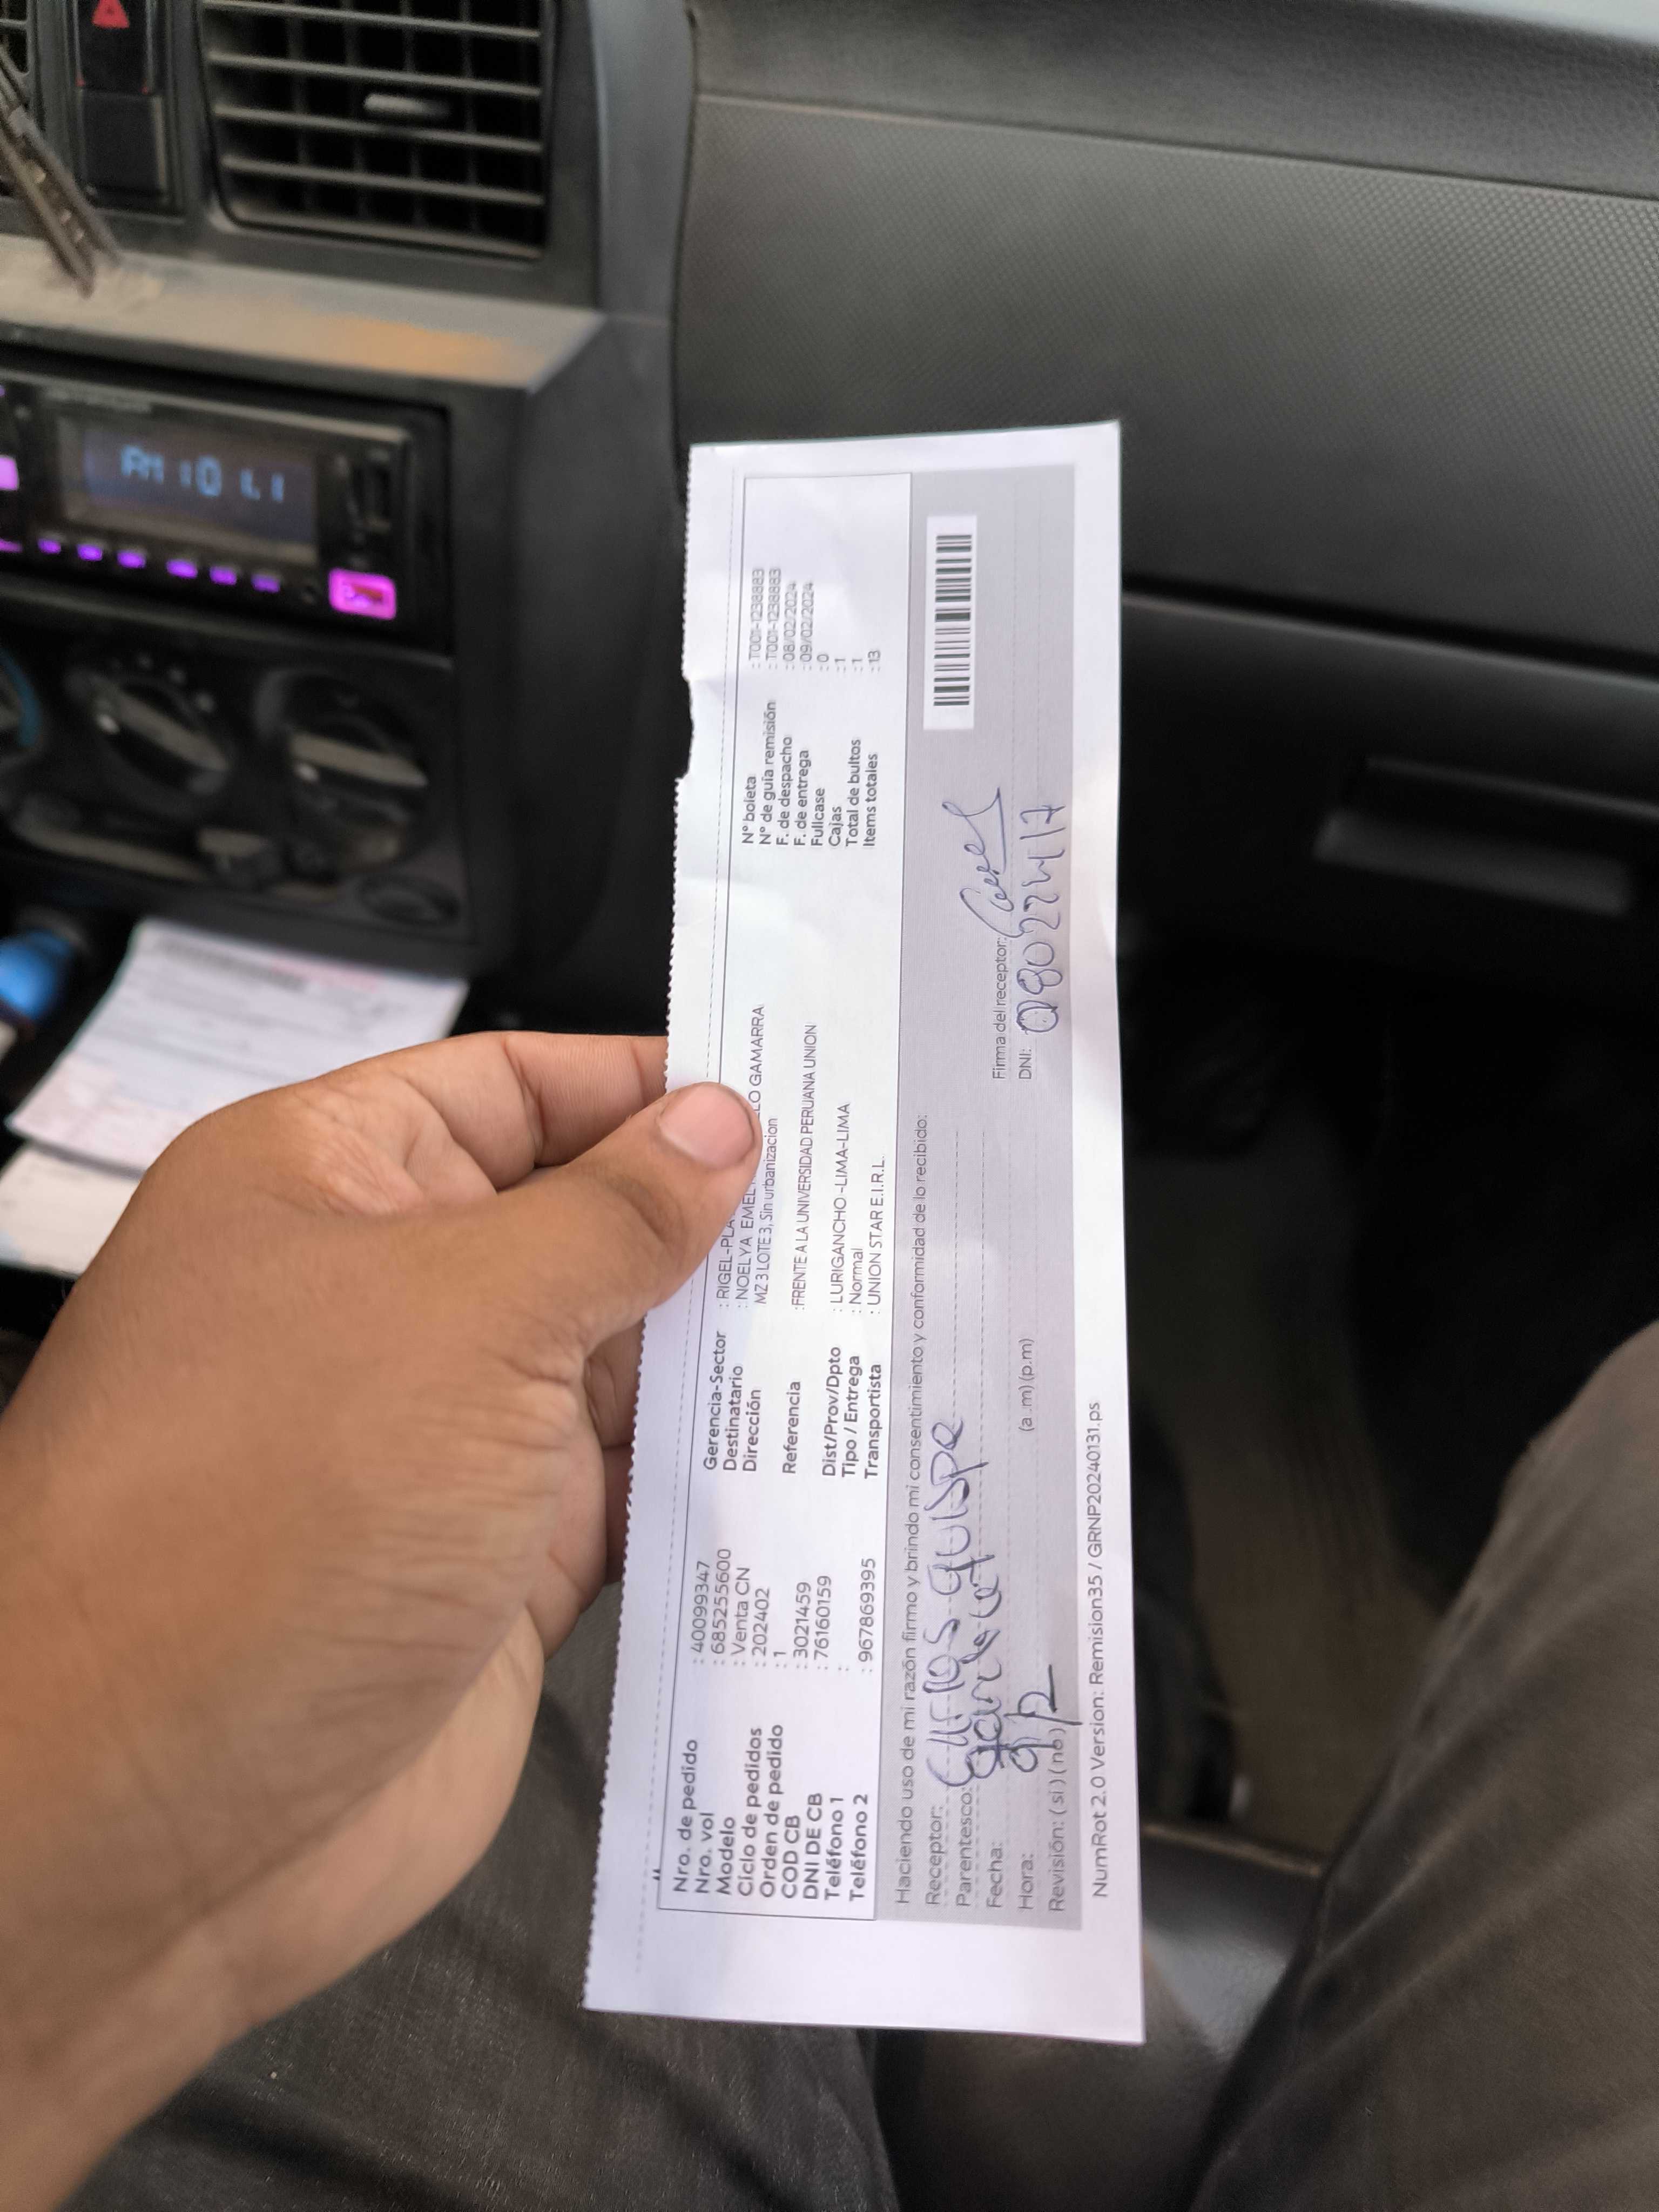 Nro. de pedido : 40099347
Nro. vol : 685255600
Modelo : Venta CN
Ciclo de pedidos : 202402
Orden de pedido : 1
COD CB : 3021459
DNI DE CB : 76160159
Teléfono 1 :
Teléfono 2 : 967869395
Gerencia-Sector : RIGEL-PLA
Destinatario : NOELYA EMEL LO GAMARRA
Dirección MZ 3 LOTE 3, Sin urbanizacion
Referencia :FRENTE A LA UNIVERSIDAD PERUANA UNION
Dist/Prov/Dpto : LURIGANCHO -LIMA-LIMA
Tipo / Entrega : Normal
Transportista : UNION STAR E.I.R.L.
N° boleta : T001-1238883
N° de guía remisión : T001-1238883
F. de despacho : 08/02/2024
F. de entrega : 09/02/2024
Fullcase : 0
Cajas : 1
Total de bultos : 1
Items totales : 13
Haciendo uso de mi razón firmo y brindo mi consentimiento y conformidad de lo recibido:
Receptor: quispe
Parentesco:
Fecha: 9/2
Hora: (a .m) (p.m)
Revisión: ( si ) ( no )
Firma del receptor:
DNI:
NumRot 2.0 Version: Remision35 / GRNP20240131.ps